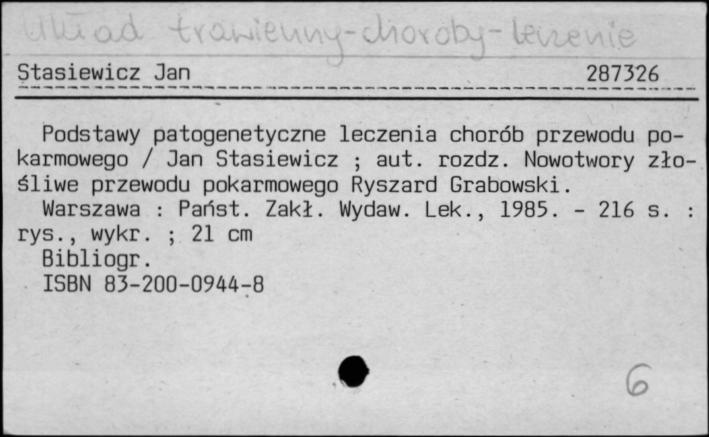 Układ trawienny-choroby-leczenie
Stasiewicz Jan 287326
Podstawy patogenetyczne leczenia chorób przewodu po-
karmowego / Jan Stasiewicz ; aut. rozdz. Nowotwory zło-
śliwe przewodu pokarmowego Ryszard Grabowski.
Warszawa : Państ. Zakł. Wydaw. Lek., 1985. - 216 s. :
rys., wykr. ; 21 cm
Bibliogr.
ISBN 83-200-0944-8
6